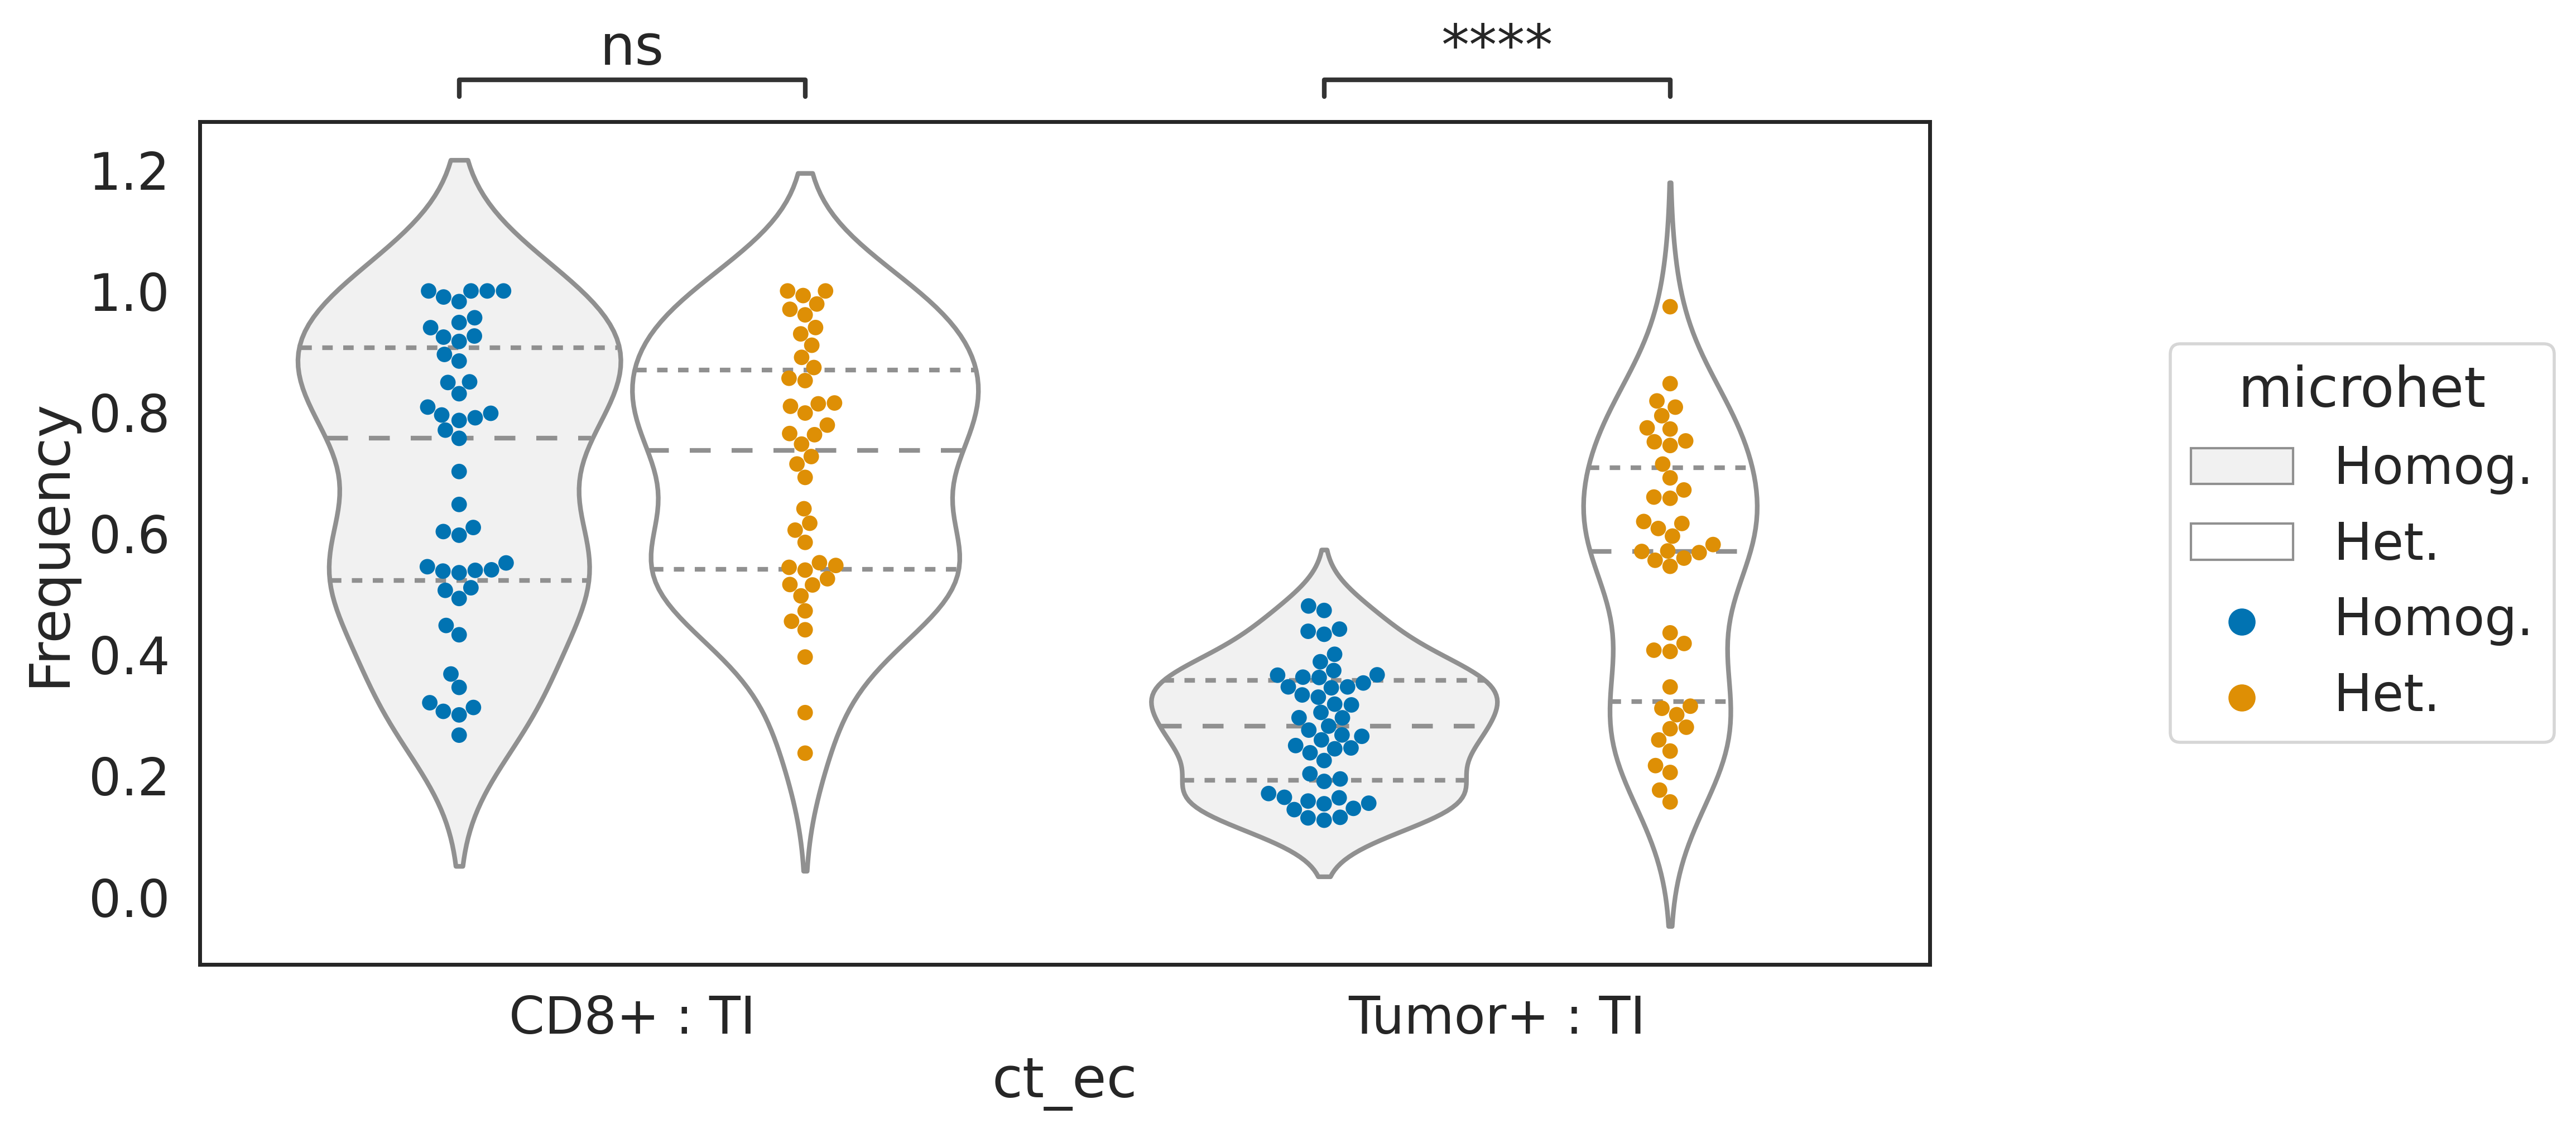 ns
****
1.2
1.0
0.8
0.6
0.4
0.2
0.0
Frequency
CD8+ : TI
Tumor+ : TI
ct_ec
microhet
Homog.
Het.
Homog.
Het.